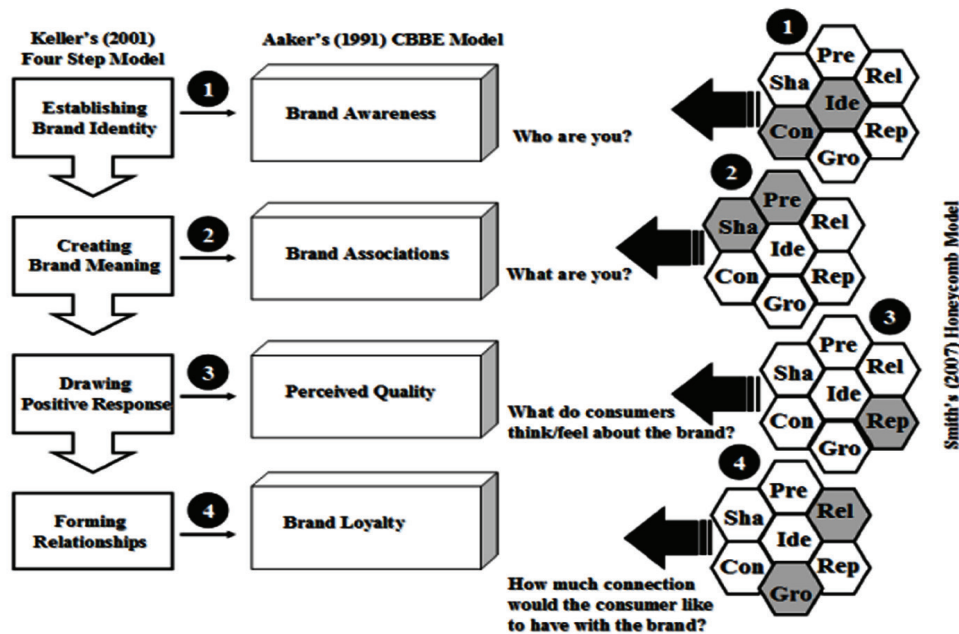 Keller's (2001)
Four Step Model
Aaker's (1991) CBBE Model
1
Establishing
Brand Identity
1
Brand Awareness
Who are you?
Pre
Sha
Rel
Ide
Con
Rep
Gro
2
Creating
Brand Meaning
2
Brand Associations
What are you?
Pre
Sha
Rel
Ide
Con
Rep
Gro
3
Drawing
Positive Response
3
Perceived Quality
What do consumers
think/feel about the brand?
Pre
Sha
Rel
Ide
Con
Rep
Gro
4
Forming
Relationships
4
Brand Loyalty
How much connection
would the consumer like
to have with the brand?
Pre
Sha
Rel
Ide
Con
Rep
Gro
Smith's (2007) Honeycomb Model